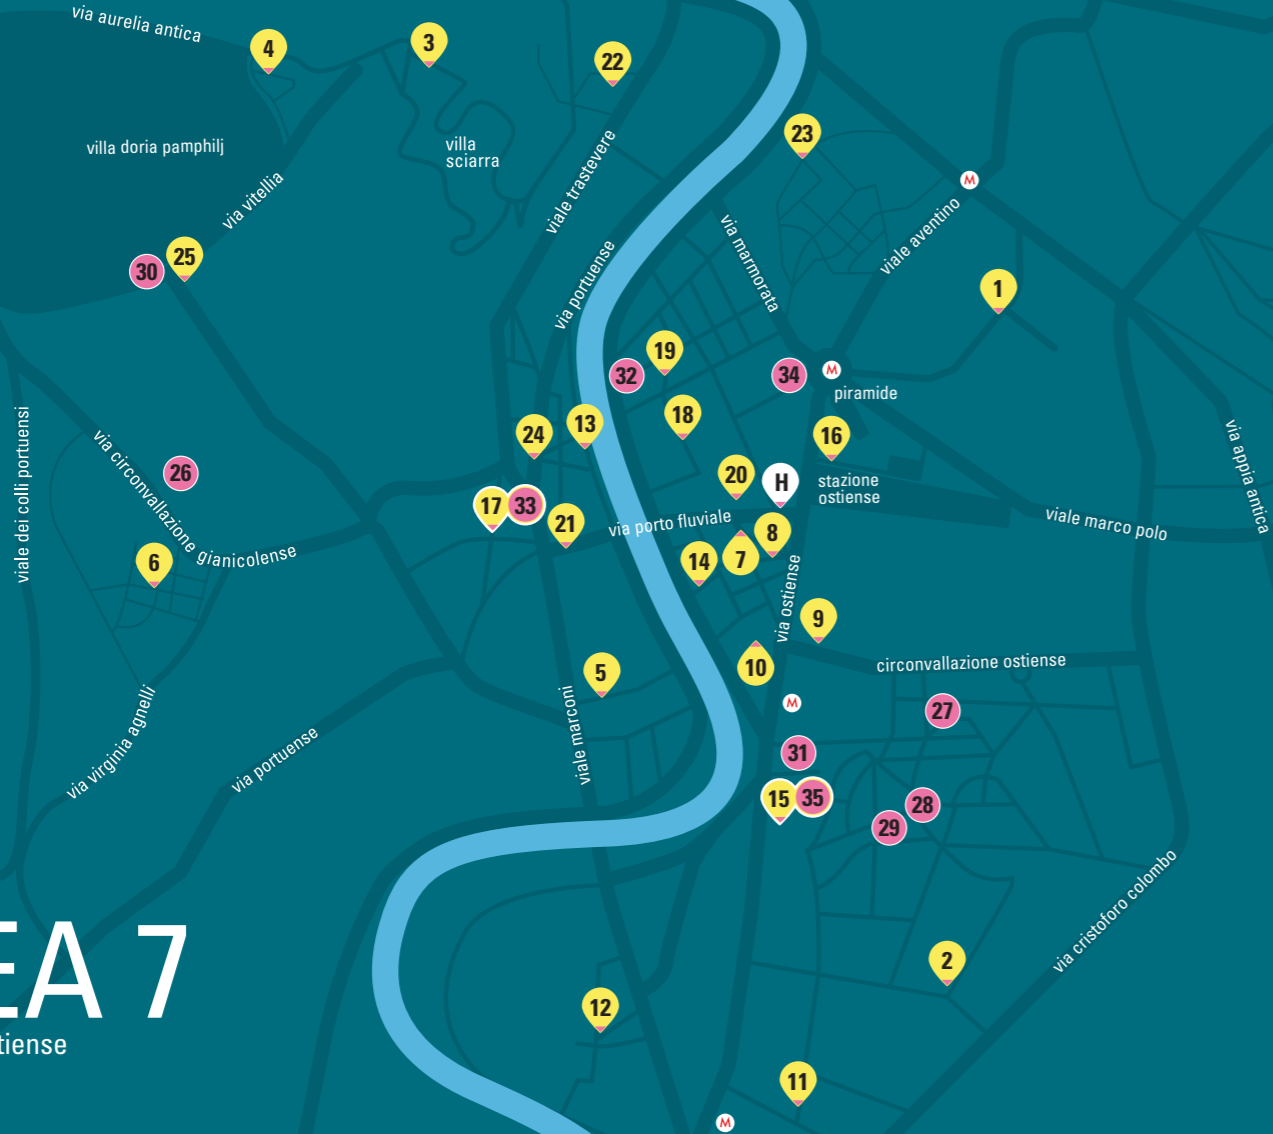 via aurelia antica
4
3
22
23
villa doria pamphilj
villa
sciarra
viale trastevere
M
via vitellia
via marmorata
viale aventino
30
25
via portuense
1
19
32
34
M
piramide
viale dei colli portuensi
via circonvallazione gianicolense
26
24
13
18
16
20
H
stazione
ostiense
via appia antica
17
33
21
via porto fluviale
8
viale marco polo
6
14
7
via ostiense
9
5
10
circonvallazione ostiense
via virginia agnelli
via portuense
viale marconi
M
27
31
15
35
28
29
via cristoforo colombo
EA 7
tiense
2
12
11
M